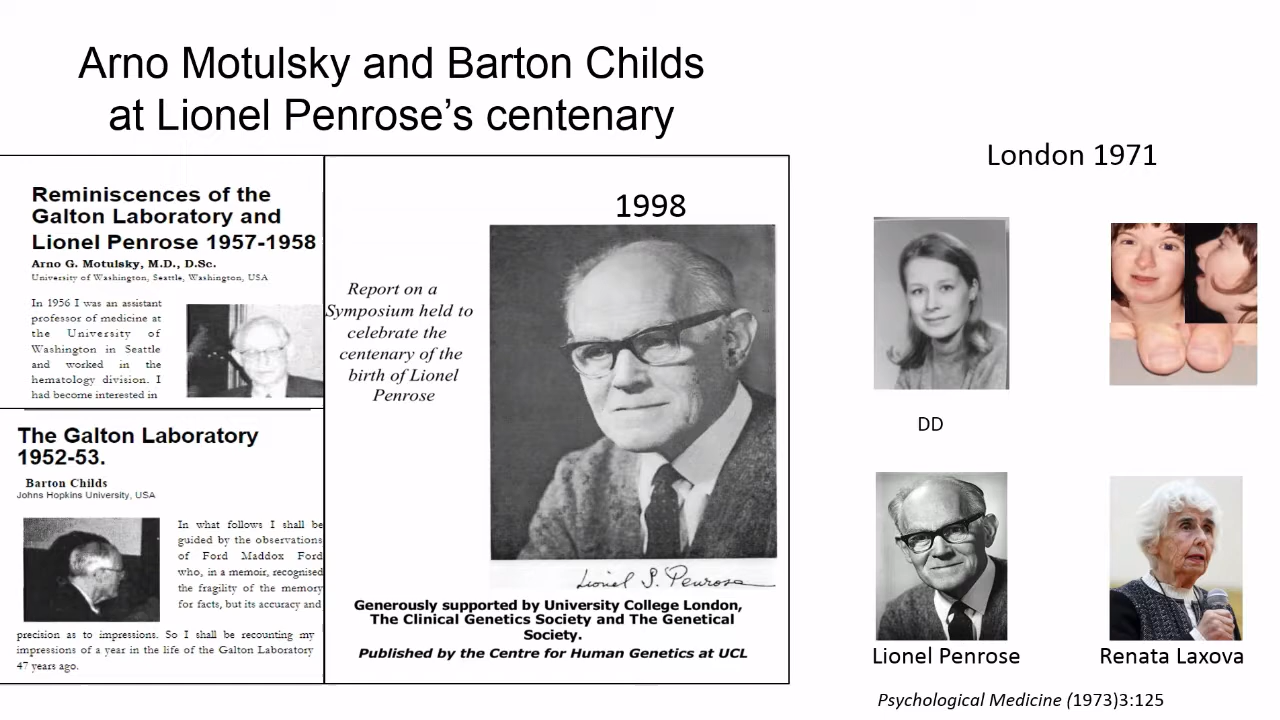 Arno Motulsky and Barton Childs
at Lionel Penrose’s centenary
Reminiscences of the
Galton Laboratory and
Lionel Penrose 1957-1958
Arno G. Motulsky, M.D., D.Sc.
University of Washington, Seattle, Washington, USA
In 1956 I was an assistant
professor of medicine at
the University of
Washington in Seattle
and worked in the
hematology division. I
had become interested in
The Galton Laboratory
1952-53.
Barton Childs
Johns Hopkins University, USA
In what follows I shall be
guided by the observations
of Ford Maddox Ford
who, in a memoir, recognised
the fragility of the memory
for facts, but its accuracy and
precision as to impressions. So I shall be recounting my
impressions of a year in the life of the Galton Laboratory
47 years ago.
1998
Report on a
Symposium held to
celebrate the
centenary of the
birth of Lionel
Penrose
Lionel S. Penrose
Generously supported by University College London,
The Clinical Genetics Society and The Genetical
Society.
Published by the Centre for Human Genetics at UCL
London 1971
DD
Lionel Penrose
Renata Laxova
Psychological Medicine (1973)3:125